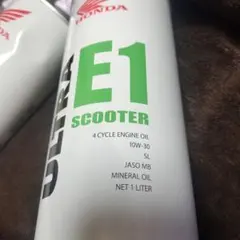 HONDA
ULTRA
E1
SCOOTER
4 CYCLE ENGINE OIL
10W-30
SL
JASO MB
MINERAL OIL
NET 1 LITER